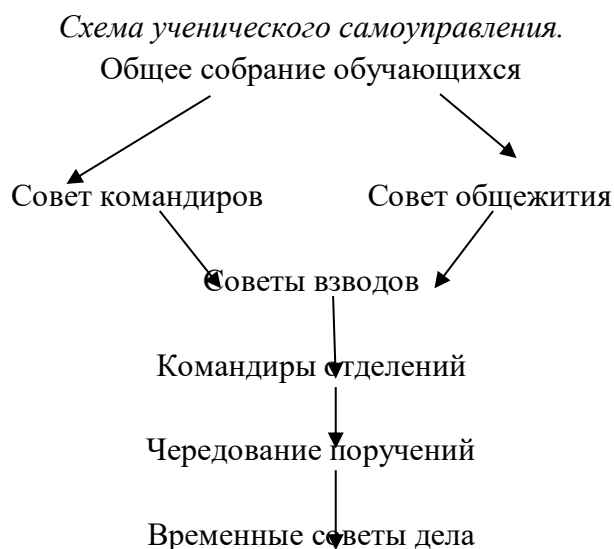 Схема ученического самоуправления.
Общее собрание обучающихся
Совет командиров Совет общежития
Советы взводов
Командиры отделений
Чередование поручений
Временные советы дела